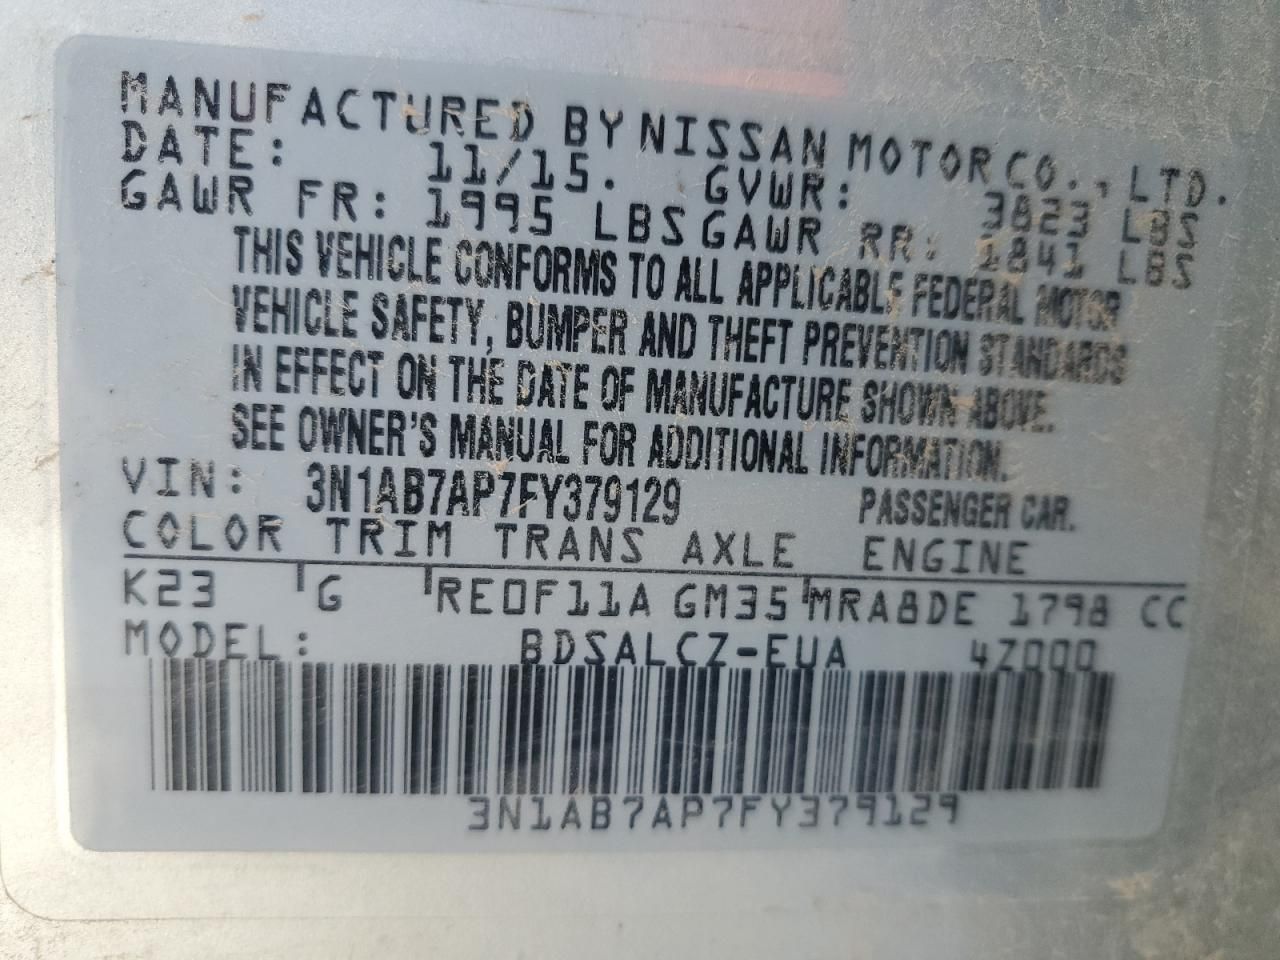 MANUFACTURED BY NISSAN MOTOR CO., LTD.
DATE: 11/15. GVWR: 3823 LBS
GAWR FR: 1995 LBS GAWR RR: 1841 LBS
THIS VEHICLE CONFORMS TO ALL APPLICABLE FEDERAL MOTOR
VEHICLE SAFETY, BUMPER AND THEFT PREVENTION STANDARDS
IN EFFECT ON THE DATE OF MANUFACTURE SHOWN ABOVE.
SEE OWNER'S MANUAL FOR ADDITIONAL INFORMATION.
VIN: 3N1AB7AP7FY379129 PASSENGER CAR.
COLOR TRIM TRANS AXLE ENGINE
K23 G RE0F11A GM35 MRA8DE 1798 CC
MODEL: BDSALCZ-EUA 4Z000
3N1AB7AP7FY379129